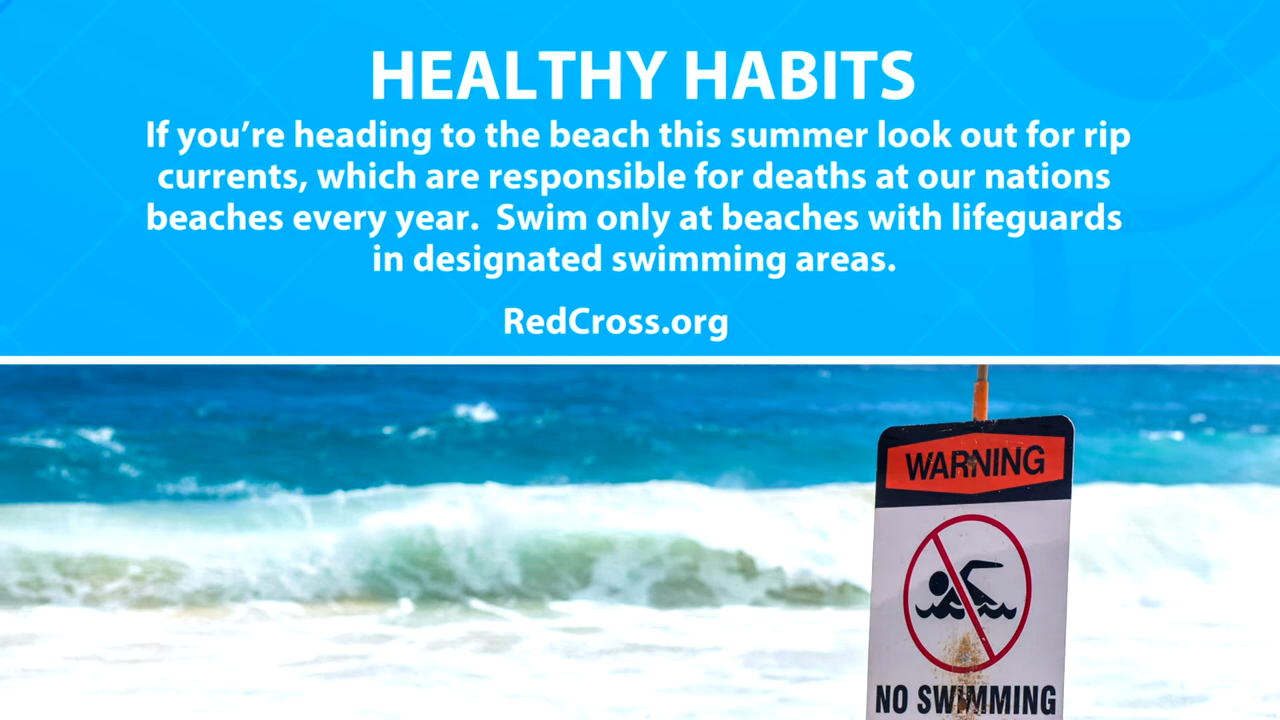 HEALTHY HABITS
If you’re heading to the beach this summer look out for rip
currents, which are responsible for deaths at our nations
beaches every year.  Swim only at beaches with lifeguards
in designated swimming areas.
RedCross.org
WARNING
NO SWIMMING